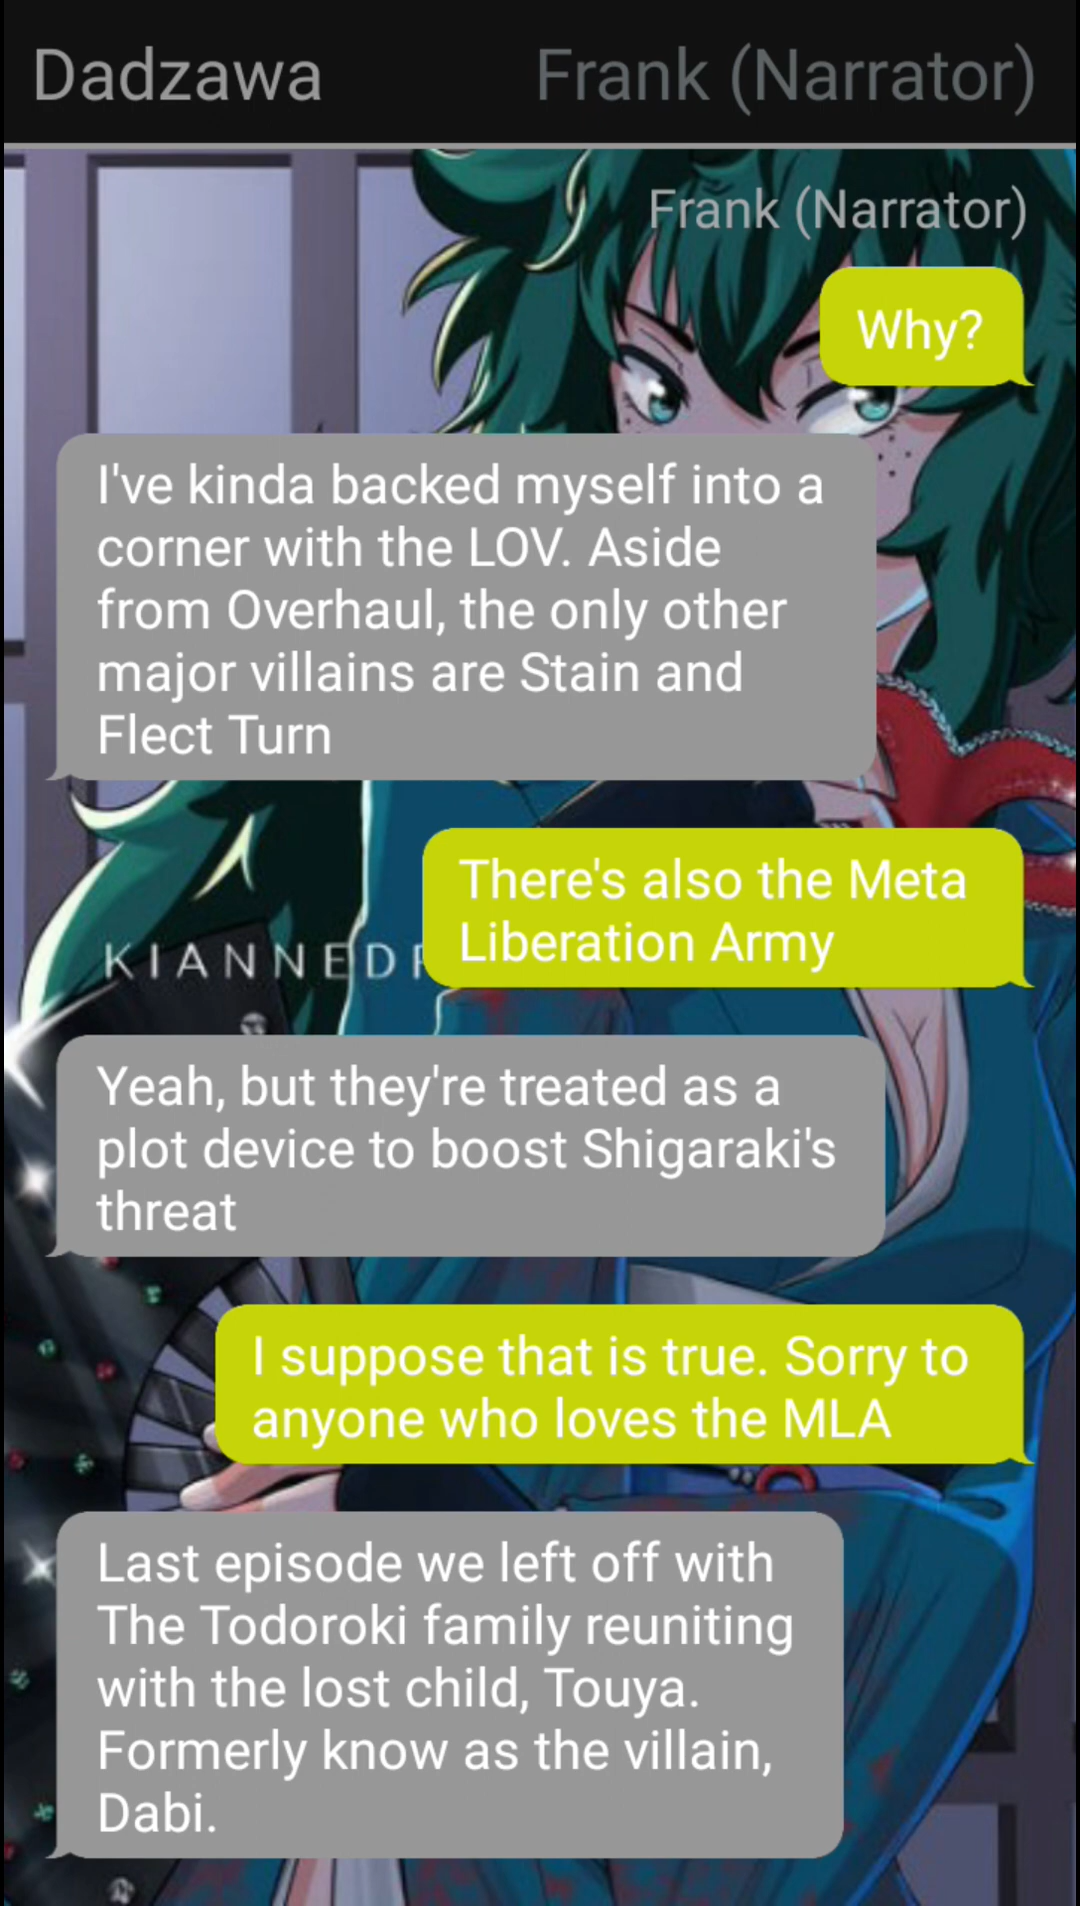 Dadzawa
Frank (Narrator)
Frank (Narrator)
Why?
I've kinda backed myself into a
corner with the LOV. Aside
from Overhaul, the only other
major villains are Stain and
Flect Turn
There's also the Meta
Liberation Army
KIANNED
Yeah, but they're treated as a
plot device to boost Shigaraki's
threat
I suppose that is true. Sorry to
anyone who loves the MLA
Last episode we left off with
The Todoroki family reuniting
with the lost child, Touya.
Formerly know as the villain,
Dabi.